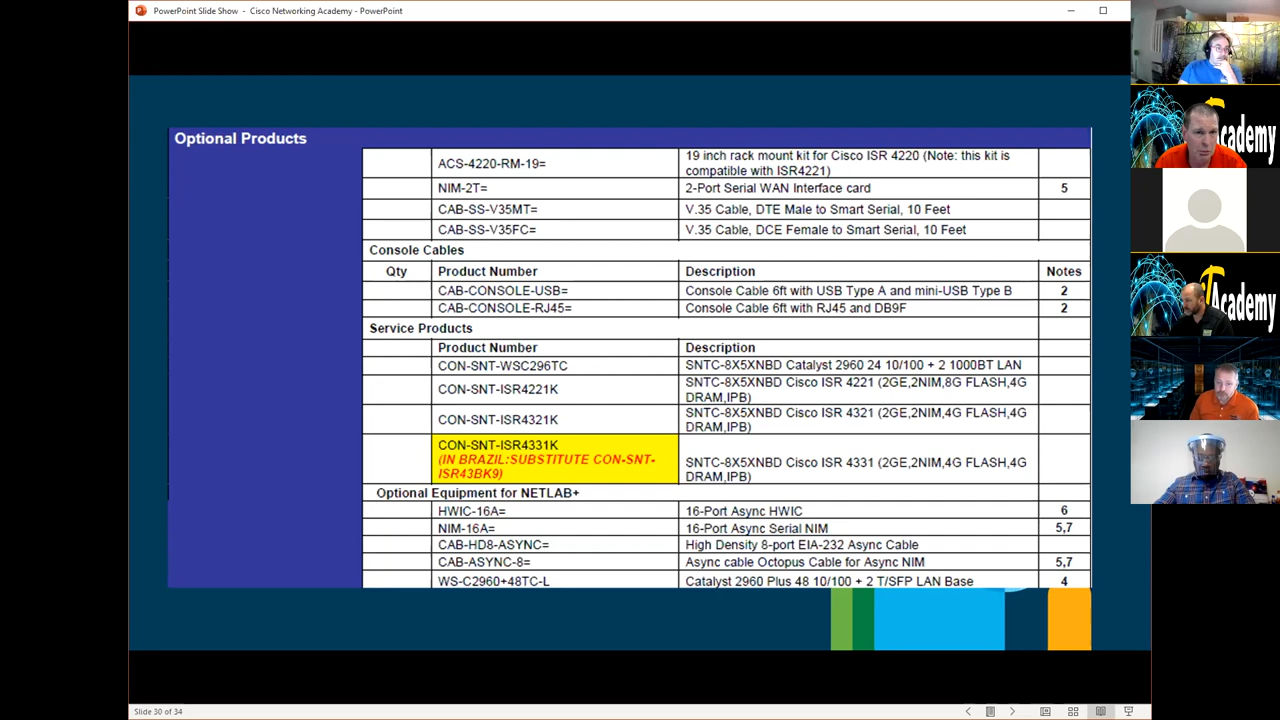 PowerPoint Slide Show - Cisco Networking Academy - PowerPoint
Optional Products
ACS-4220-RM-19= 19 inch rack mount kit for Cisco ISR 4220 (Note: this kit is
compatible with ISR4221)
NIM-2T= 2-Port Serial WAN Interface card 5
CAB-SS-V35MT= V.35 Cable, DTE Male to Smart Serial, 10 Feet
CAB-SS-V35FC= V.35 Cable, DCE Female to Smart Serial, 10 Feet
Console Cables
Qty Product Number Description Notes
CAB-CONSOLE-USB= Console Cable 6ft with USB Type A and mini-USB Type B 2
CAB-CONSOLE-RJ45= Console Cable 6ft with RJ45 and DB9F 2
Service Products
Product Number Description
CON-SNT-WSC296TC SNTC-8X5XNBD Catalyst 2960 24 10/100 + 2 1000BT LAN
CON-SNT-ISR4221K SNTC-8X5XNBD Cisco ISR 4221 (2GE,2NIM,8G FLASH,4G
DRAM,IPB)
CON-SNT-ISR4321K SNTC-8X5XNBD Cisco ISR 4321 (2GE,2NIM,4G FLASH,4G
DRAM,IPB)
CON-SNT-ISR4331K
(IN BRAZIL:SUBSTITUTE CON-SNT-
ISR43BK9)
SNTC-8X5XNBD Cisco ISR 4331 (2GE,2NIM,4G FLASH,4G
DRAM,IPB)
Optional Equipment for NETLAB+
HWIC-16A= 16-Port Async HWIC 6
NIM-16A= 16-Port Async Serial NIM 5,7
CAB-HD8-ASYNC= High Density 8-port EIA-232 Async Cable
CAB-ASYNC-8= Async cable Octopus Cable for Async NIM 5,7
WS-C2960+48TC-L Catalyst 2960 Plus 48 10/100 + 2 T/SFP LAN Base 4
Slide 30 of 34
cademy
Academy